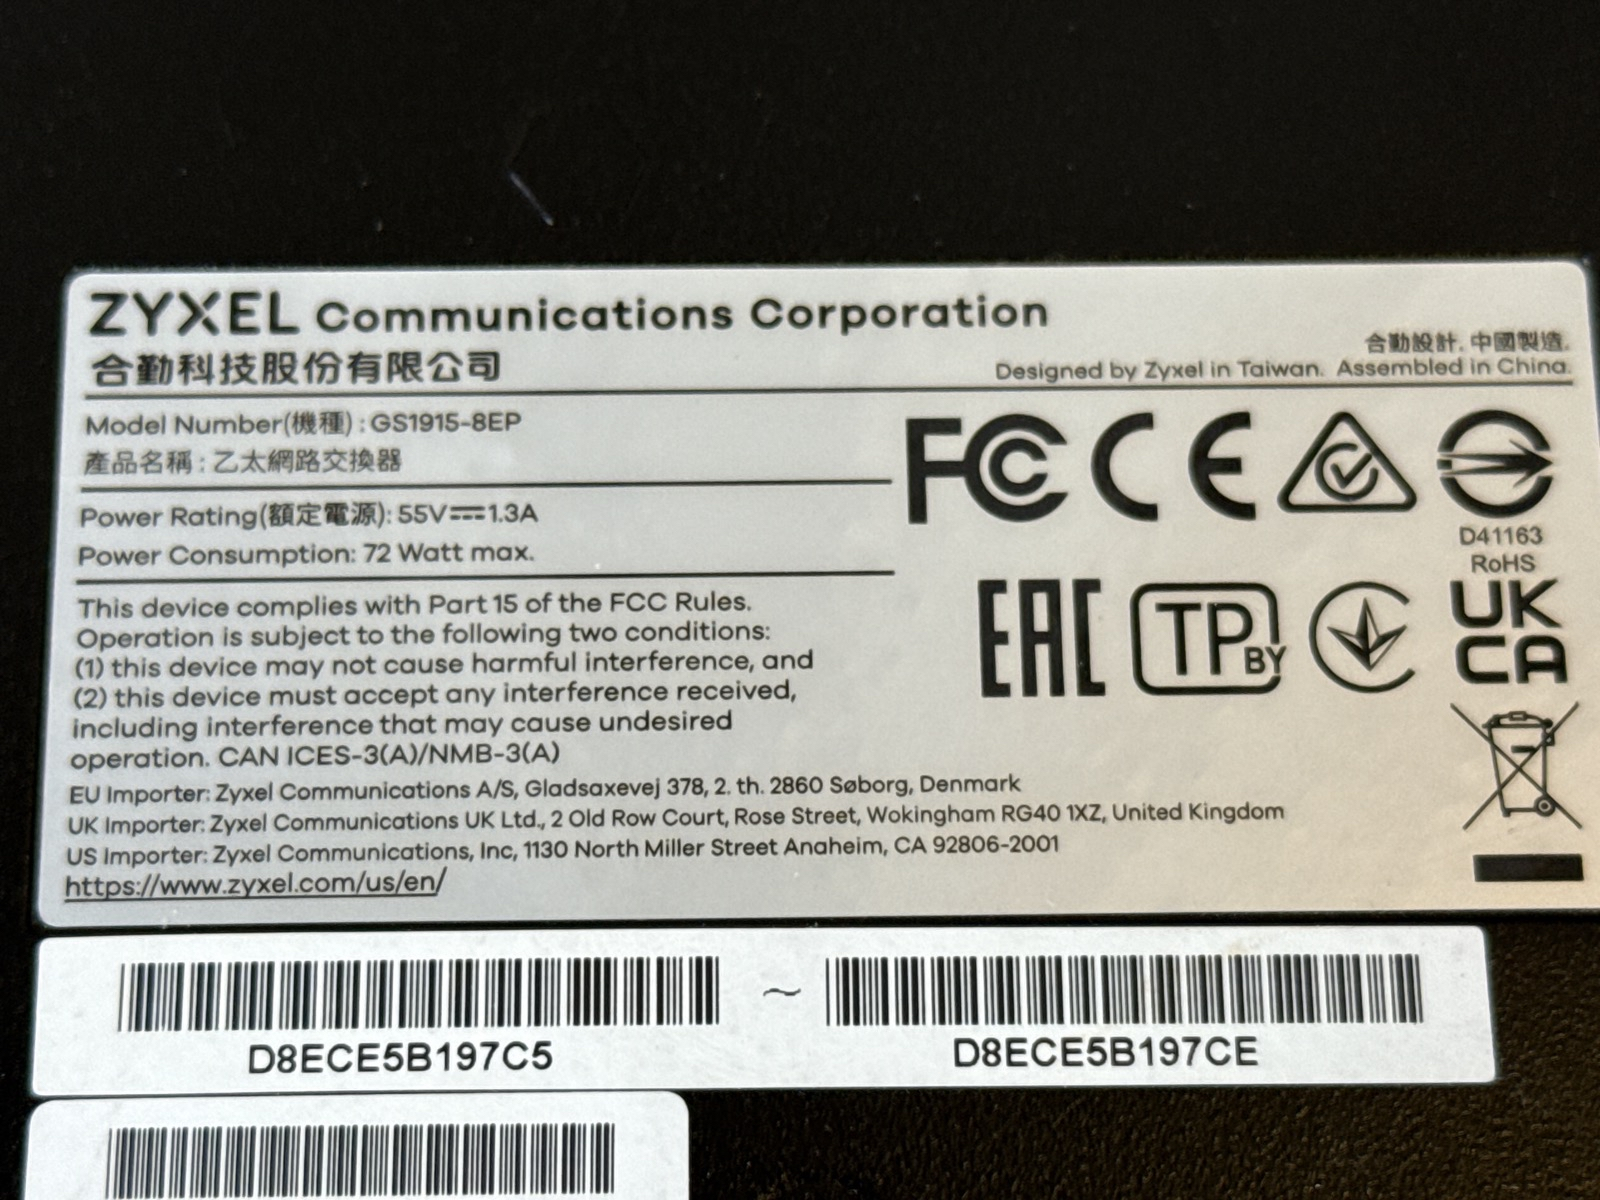 ZYXEL Communications Corporation
合勤科技股份有限公司
合勤設計. 中國製造.
Designed by Zyxel in Taiwan. Assembled in China.
Model Number(機種) : GS1915-8EP
產品名稱 : 乙太網路交換器
Power Rating(額定電源): 55V⎓1.3A
Power Consumption: 72 Watt max.
FC CE
D41163
RoHS
EAC TP BY UK CA
This device complies with Part 15 of the FCC Rules.
Operation is subject to the following two conditions:
(1) this device may not cause harmful interference, and
(2) this device must accept any interference received,
including interference that may cause undesired
operation. CAN ICES-3(A)/NMB-3(A)
EU Importer: Zyxel Communications A/S, Gladsaxevej 378, 2. th. 2860 Søborg, Denmark
UK Importer: Zyxel Communications UK Ltd., 2 Old Row Court, Rose Street, Wokingham RG40 1XZ, United Kingdom
US Importer: Zyxel Communications, Inc, 1130 North Miller Street Anaheim, CA 92806-2001
https://www.zyxel.com/us/en/
D8ECE5B197C5 ~ D8ECE5B197CE